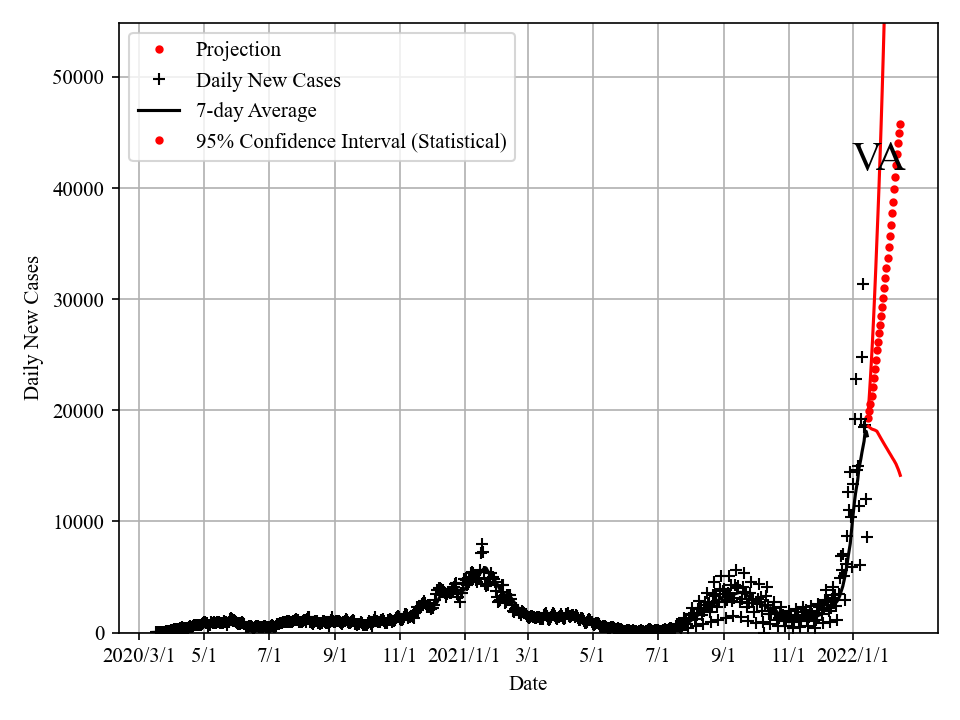 Projection
Daily New Cases
7-day Average
95% Confidence Interval (Statistical)
VA
Daily New Cases
50000
40000
30000
20000
10000
0
2020/3/1 5/1 7/1 9/1 11/1 2021/1/1 3/1 5/1 7/1 9/1 11/1 2022/1/1
Date